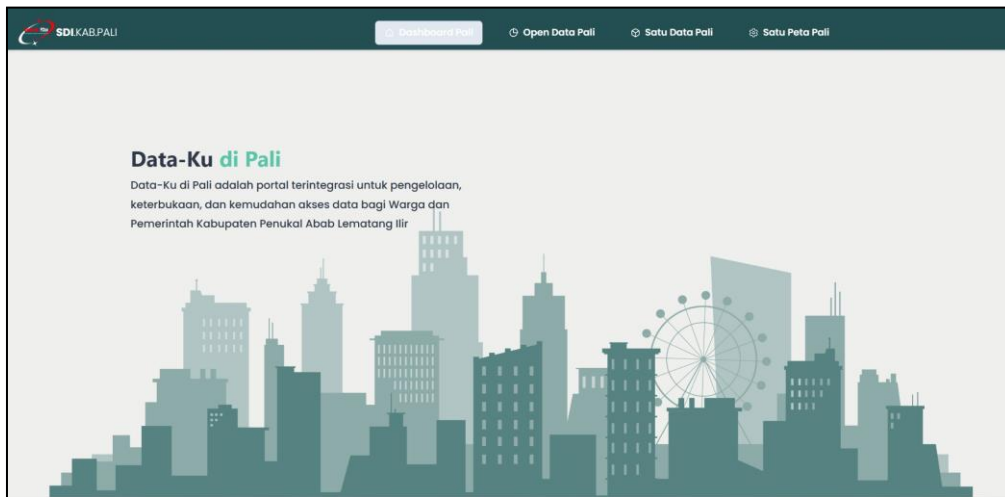 SDI.KAB.PALI
Dashboard Pali
Open Data Pali
Satu Data Pali
Satu Peta Pali
Data-Ku di Pali
Data-Ku di Pali adalah portal terintegrasi untuk pengelolaan,
keterbukaan, dan kemudahan akses data bagi Warga dan
Pemerintah Kabupaten Penukal Abab Lematang Ilir